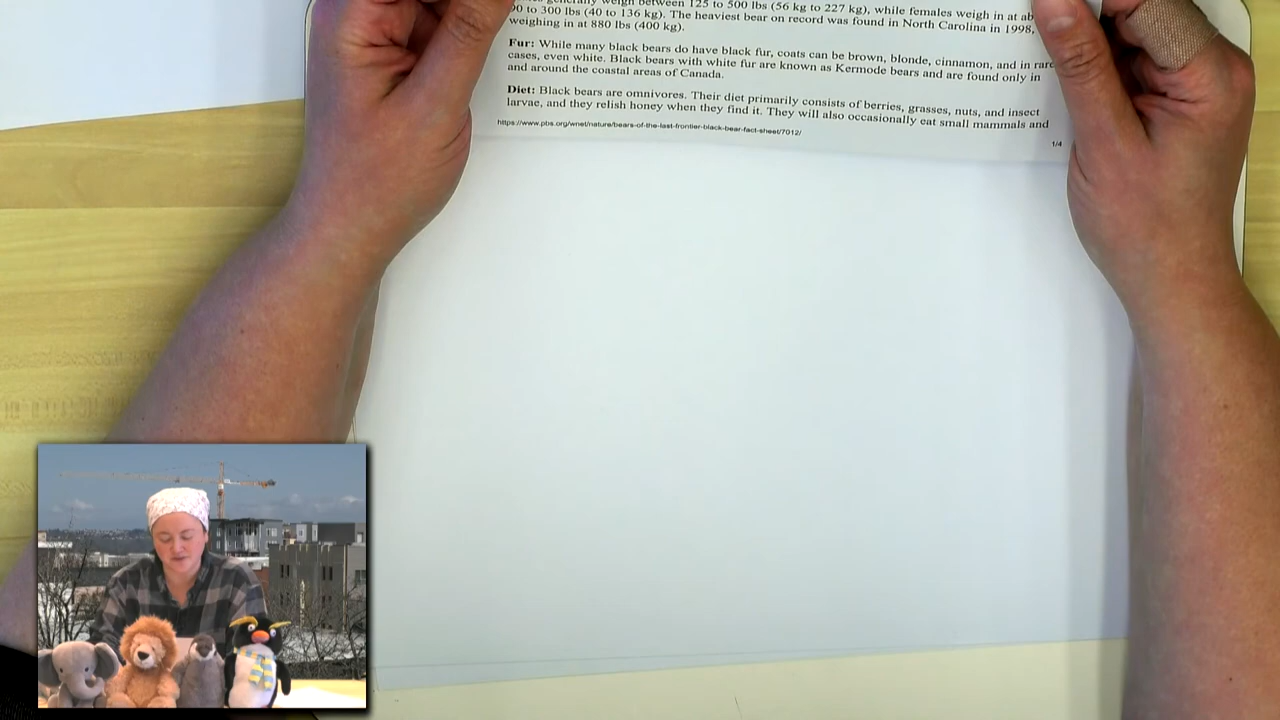 generally weigh between 125 to 500 lbs (56 kg to 227 kg), while females weigh in at
90 to 300 lbs (40 to 136 kg). The heaviest bear on record was found in North Carolina in 1998,
weighing in at 880 lbs (400 kg).
Fur: While many black bears do have black fur, coats can be brown, blonde, cinnamon, and in rare
cases, even white. Black bears with white fur are known as Kermode bears and are found only in
and around the coastal areas of Canada.
Diet: Black bears are omnivores. Their diet primarily consists of berries, grasses, nuts, and insect
larvae, and they relish honey when they find it. They will also occasionally eat small mammals and
https://www.pbs.org/wnet/nature/bears-of-the-last-frontier-black-bear-fact-sheet/7012/
1/4